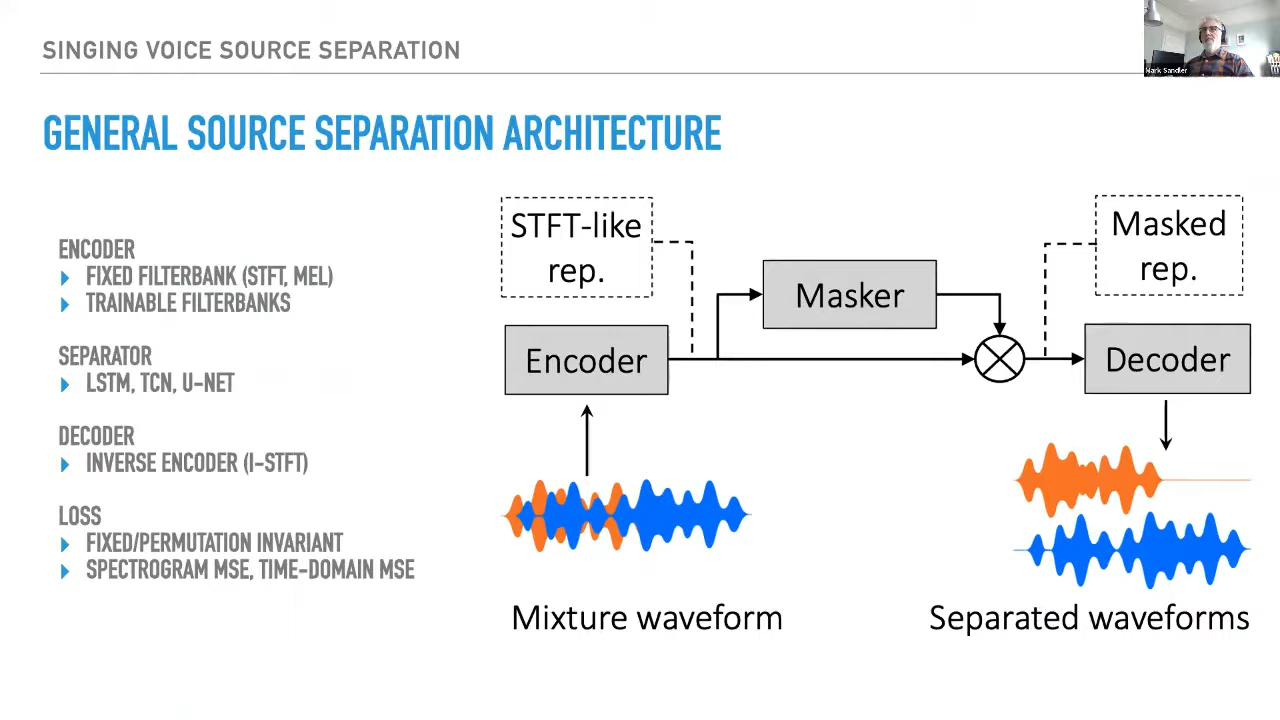 SINGING VOICE SOURCE SEPARATION
Mark Sandler
GENERAL SOURCE SEPARATION ARCHITECTURE
ENCODER
FIXED FILTERBANK (STFT, MEL)
TRAINABLE FILTERBANKS
SEPARATOR
LSTM, TCN, U-NET
DECODER
INVERSE ENCODER (I-STFT)
LOSS
FIXED/PERMUTATION INVARIANT
SPECTROGRAM MSE, TIME-DOMAIN MSE
STFT-like
rep.
Masker
Masked
rep.
Encoder
Decoder
Mixture waveform
Separated waveforms